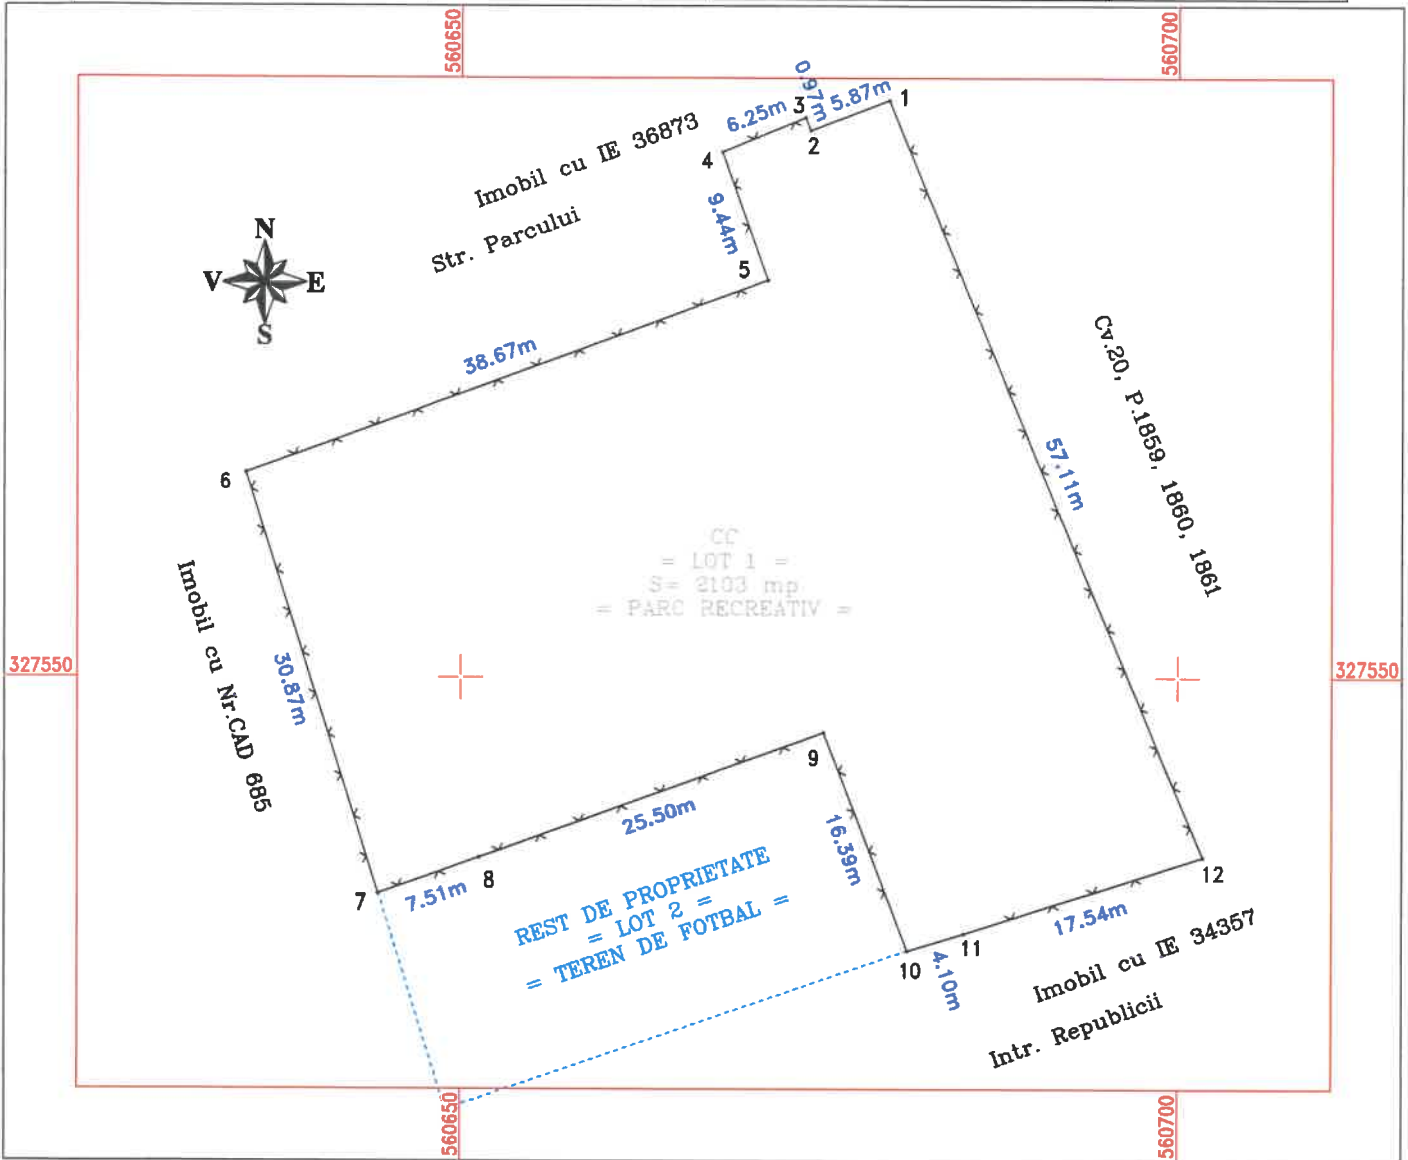 560650
560700
0.97m
5.87m
1
6.25m
3
2
Imobil cu IE 36873
4
Str. Parcului
9.44m
5
N
V
E
S
38.67m
6
Cv.20, P.1859, 1860, 1861
57.11m
CC
= LOT 1 =
S= 2103 mp
= PARC RECREATIV =
Imobil cu Nr.CAD 685
30.87m
327550
327550
9
25.50m
16.39m
7
7.51m
8
12
REST DE PROPRIETATE
= LOT 2 =
= TEREN DE FOTBAL =
17.54m
11
10
4.10m
Imobil cu IE 34357
Intr. Republicii
560650
560700